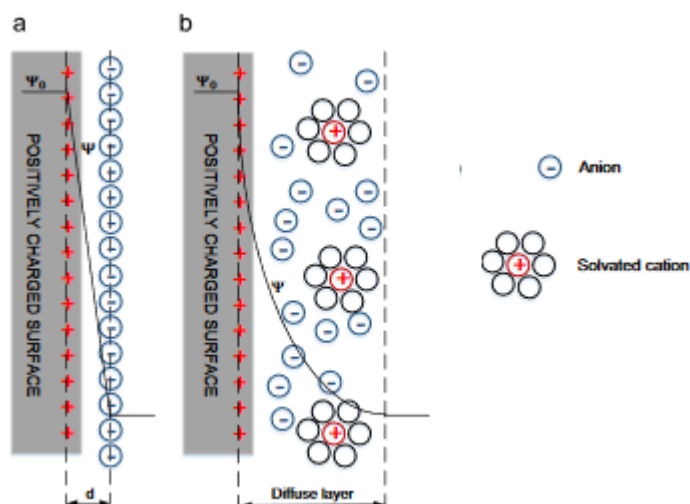 a
b
Ψ₀
Ψ
POSITIVELY CHARGED SURFACE
d
Ψ₀
Ψ
POSITIVELY CHARGED SURFACE
Diffuse layer
Anion
Solvated cation